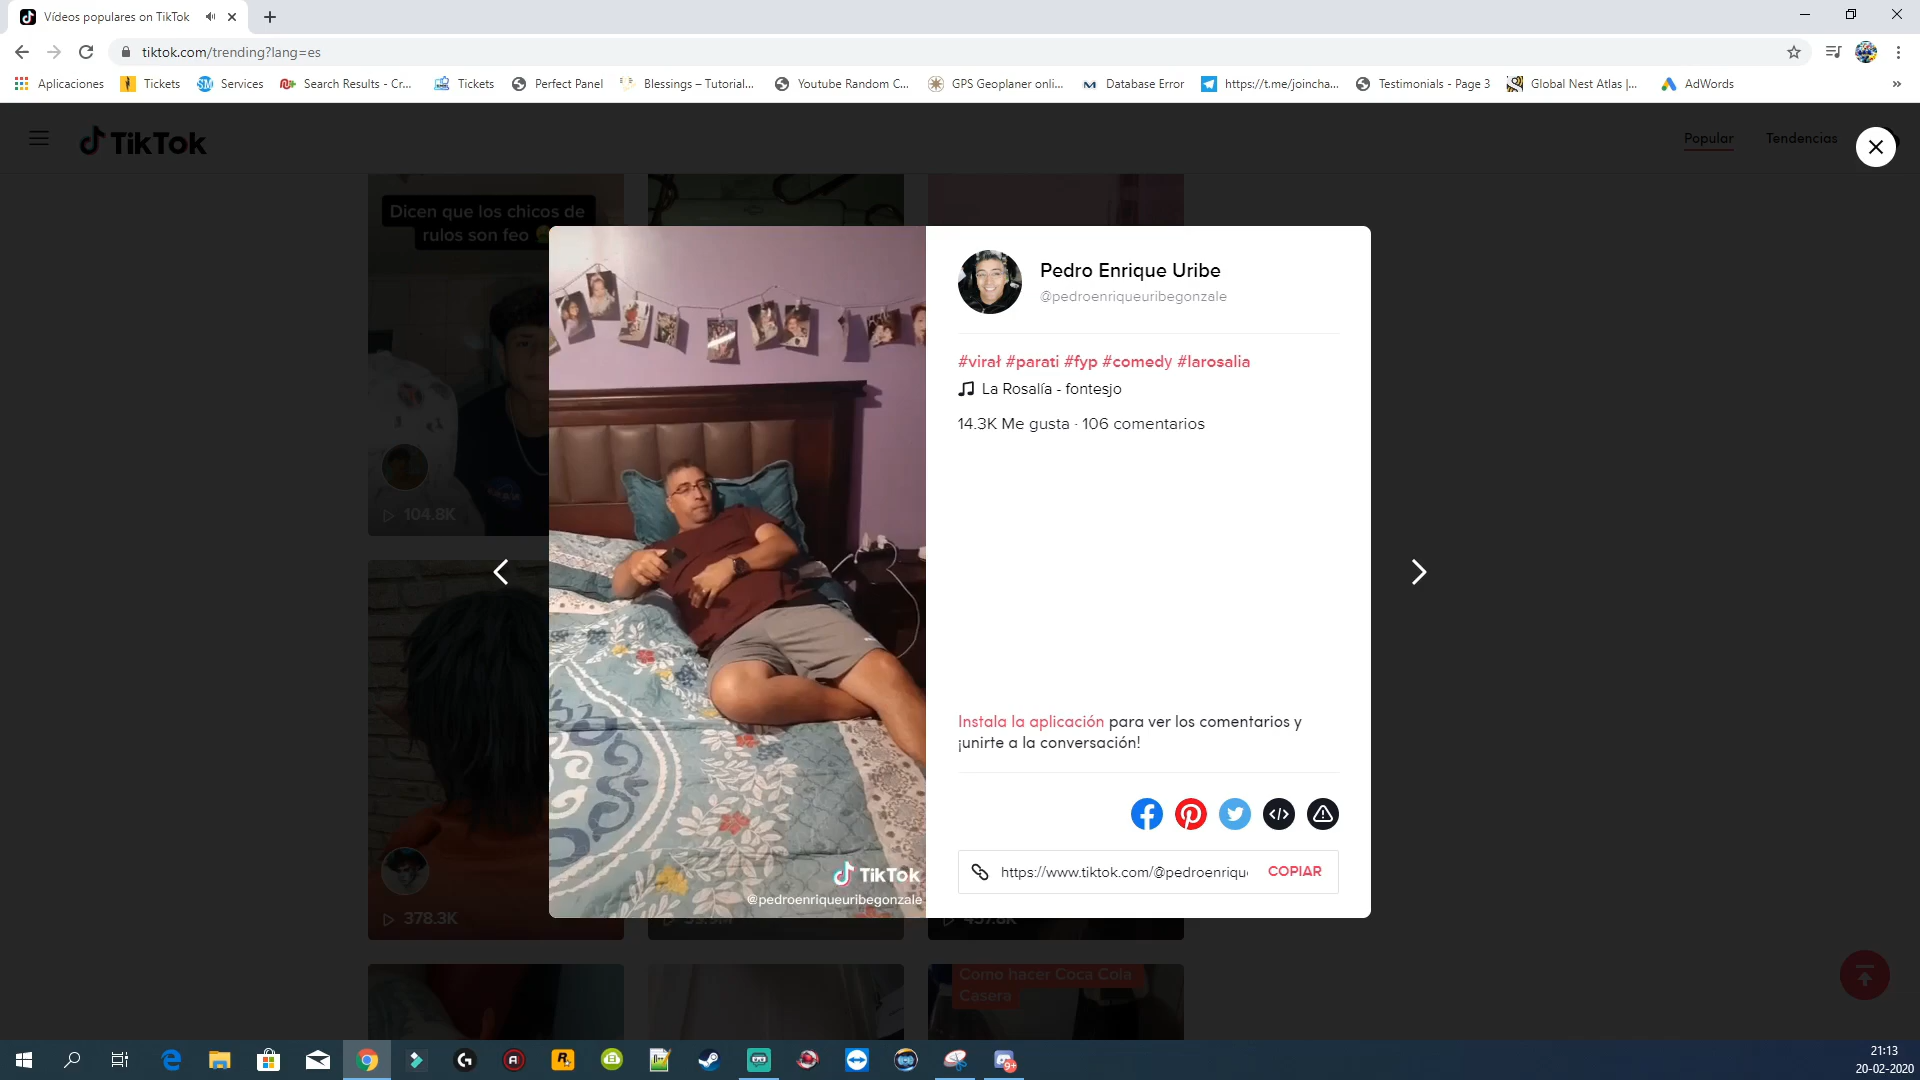 Vídeos populares on TikTok
tiktok.com/trending?lang=es
Aplicaciones
Tickets
Services
Search Results - Cr...
Tickets
Perfect Panel
Blessings – Tutorial...
Youtube Random C...
GPS Geoplaner onli...
Database Error
https://t.me/joincha...
Testimonials - Page 3
Global Nest Atlas |...
AdWords
»
TikTok
Popular
Tendencias
Dicen que los chicos de
rulos son feo
104.8K
378.3K
Pedro Enrique Uribe
@pedroenriqueuribegonzale
#virał #parati #fyp #comedy #larosalia
La Rosalía - fontesjo
14.3K Me gusta · 106 comentarios
Instala la aplicación para ver los comentarios y
¡unirte a la conversación!
https://www.tiktok.com/@pedroenriqu
COPIAR
TikTok
@pedroenriqueuribegonzale
Como hacer Coca Cola
Casera
21:13
20-02-2020